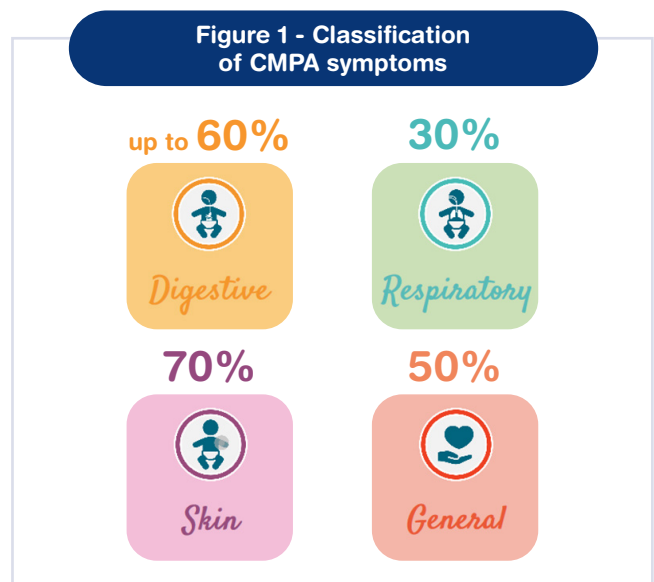 Figure 1 - Classification
of CMPA symptoms
up to 60%
30%
Digestive
Respiratory
70%
50%
Skin
General